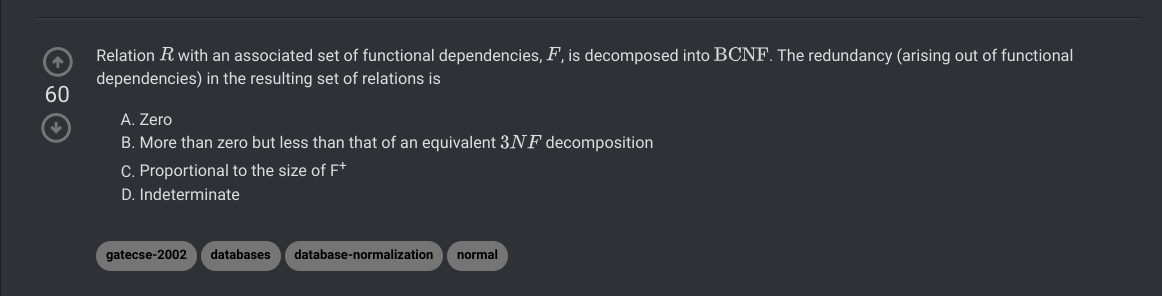 Relation R with an associated set of functional dependencies, F, is decomposed into BCNF. The redundancy (arising out of functional
dependencies) in the resulting set of relations is
60
A. Zero
B. More than zero but less than that of an equivalent 3NF decomposition
C. Proportional to the size of F⁺
D. Indeterminate
gatecse-2002 databases database-normalization normal